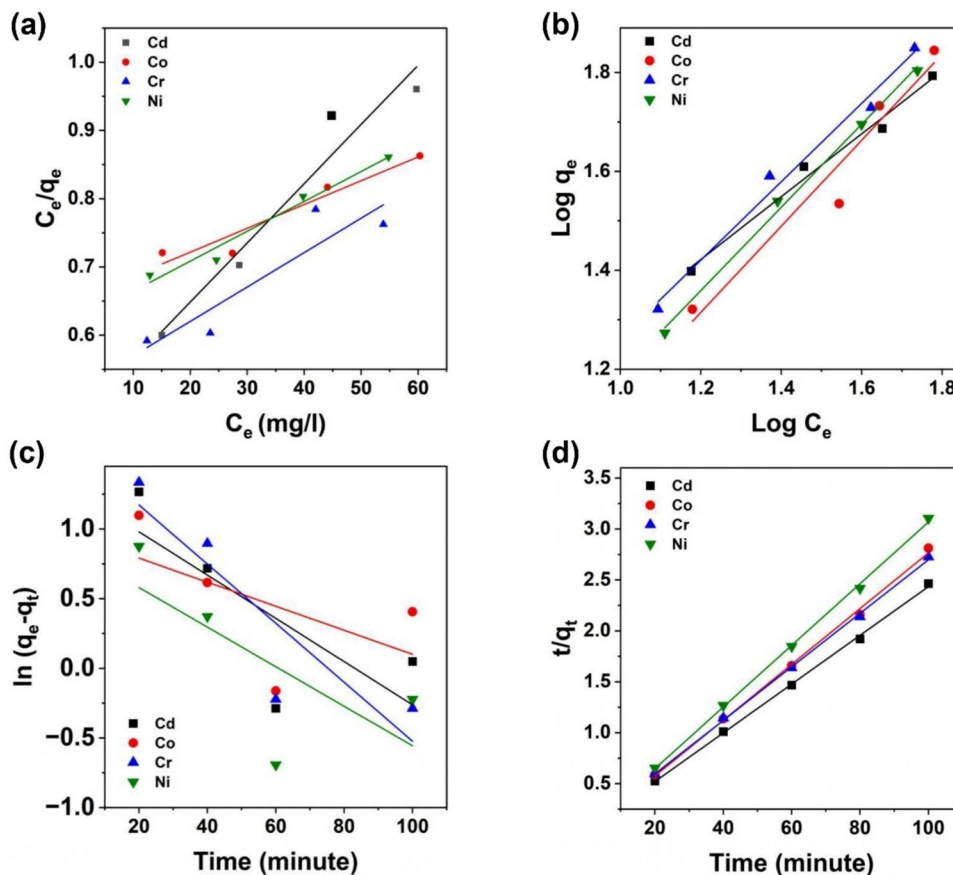 (a)
Cd
Co
Cr
Ni
1.0
0.9
0.8
0.7
0.6
Ce/qe
10 20 30 40 50 60
Ce (mg/l)
(b)
Cd
Co
Cr
Ni
1.8
1.6
1.4
1.2
Log qe
1.0 1.2 1.4 1.6 1.8
Log Ce
(c)
1.0
0.5
0.0
−0.5
−1.0
ln (qe-qt)
Cd
Co
Cr
Ni
20 40 60 80 100
Time (minute)
(d)
Cd
Co
Cr
Ni
3.5
3.0
2.5
2.0
1.5
1.0
0.5
t/qt
20 40 60 80 100
Time (minute)